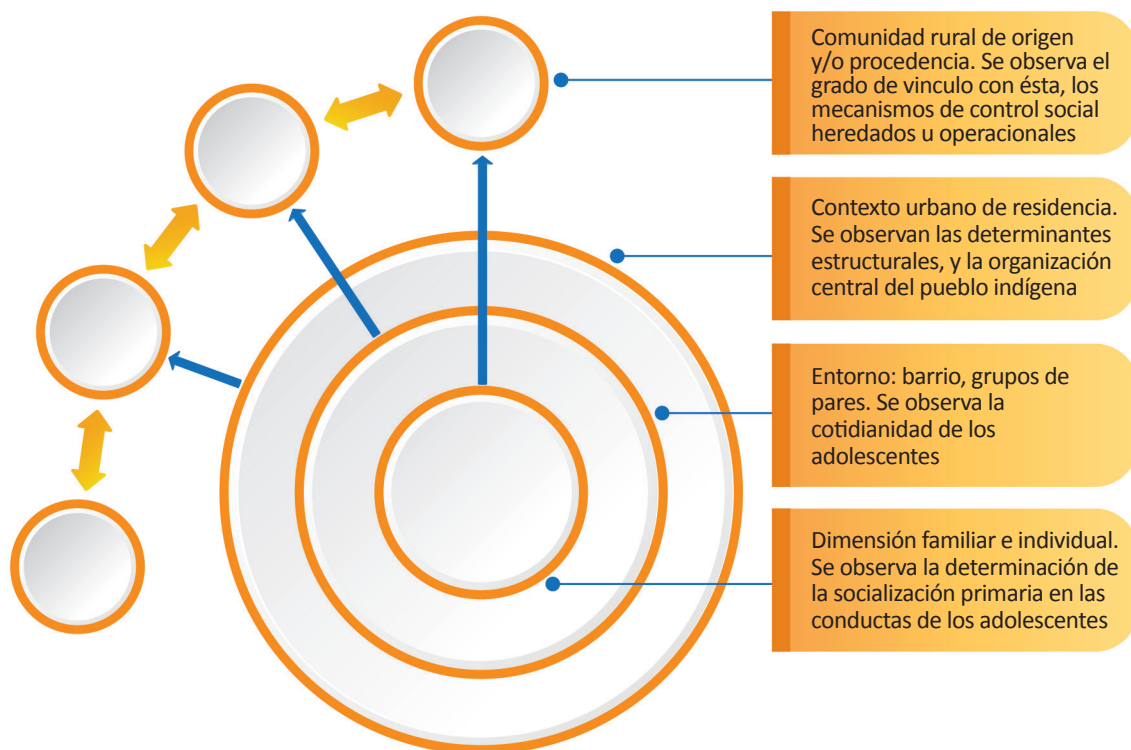 Comunidad rural de origen
y/o procedencia. Se observa el
grado de vinculo con ésta, los
mecanismos de control social
heredados u operacionales
Contexto urbano de residencia.
Se observan las determinantes
estructurales, y la organización
central del pueblo indígena
Entorno: barrio, grupos de
pares. Se observa la
cotidianidad de los
adolescentes
Dimensión familiar e individual.
Se observa la determinación de
la socialización primaria en las
conductas de los adolescentes